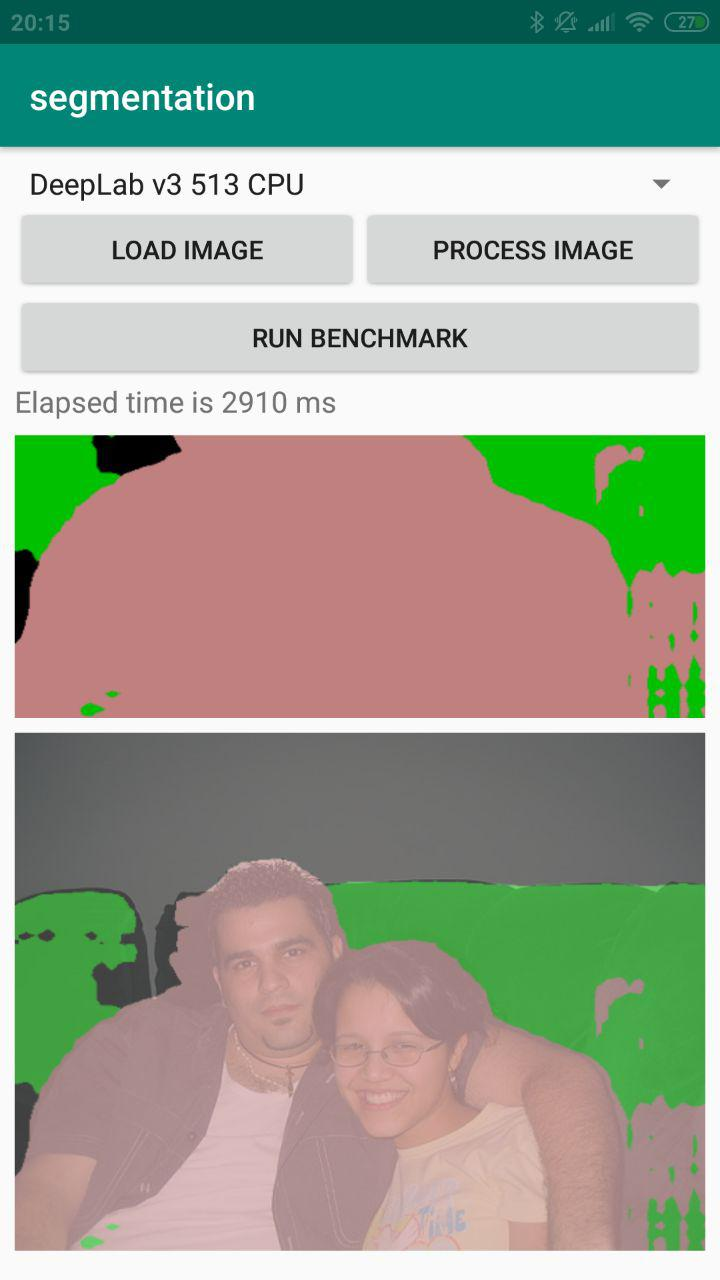 20:15
27
segmentation
DeepLab v3 513 CPU
LOAD IMAGE
PROCESS IMAGE
RUN BENCHMARK
Elapsed time is 2910 ms
TIME